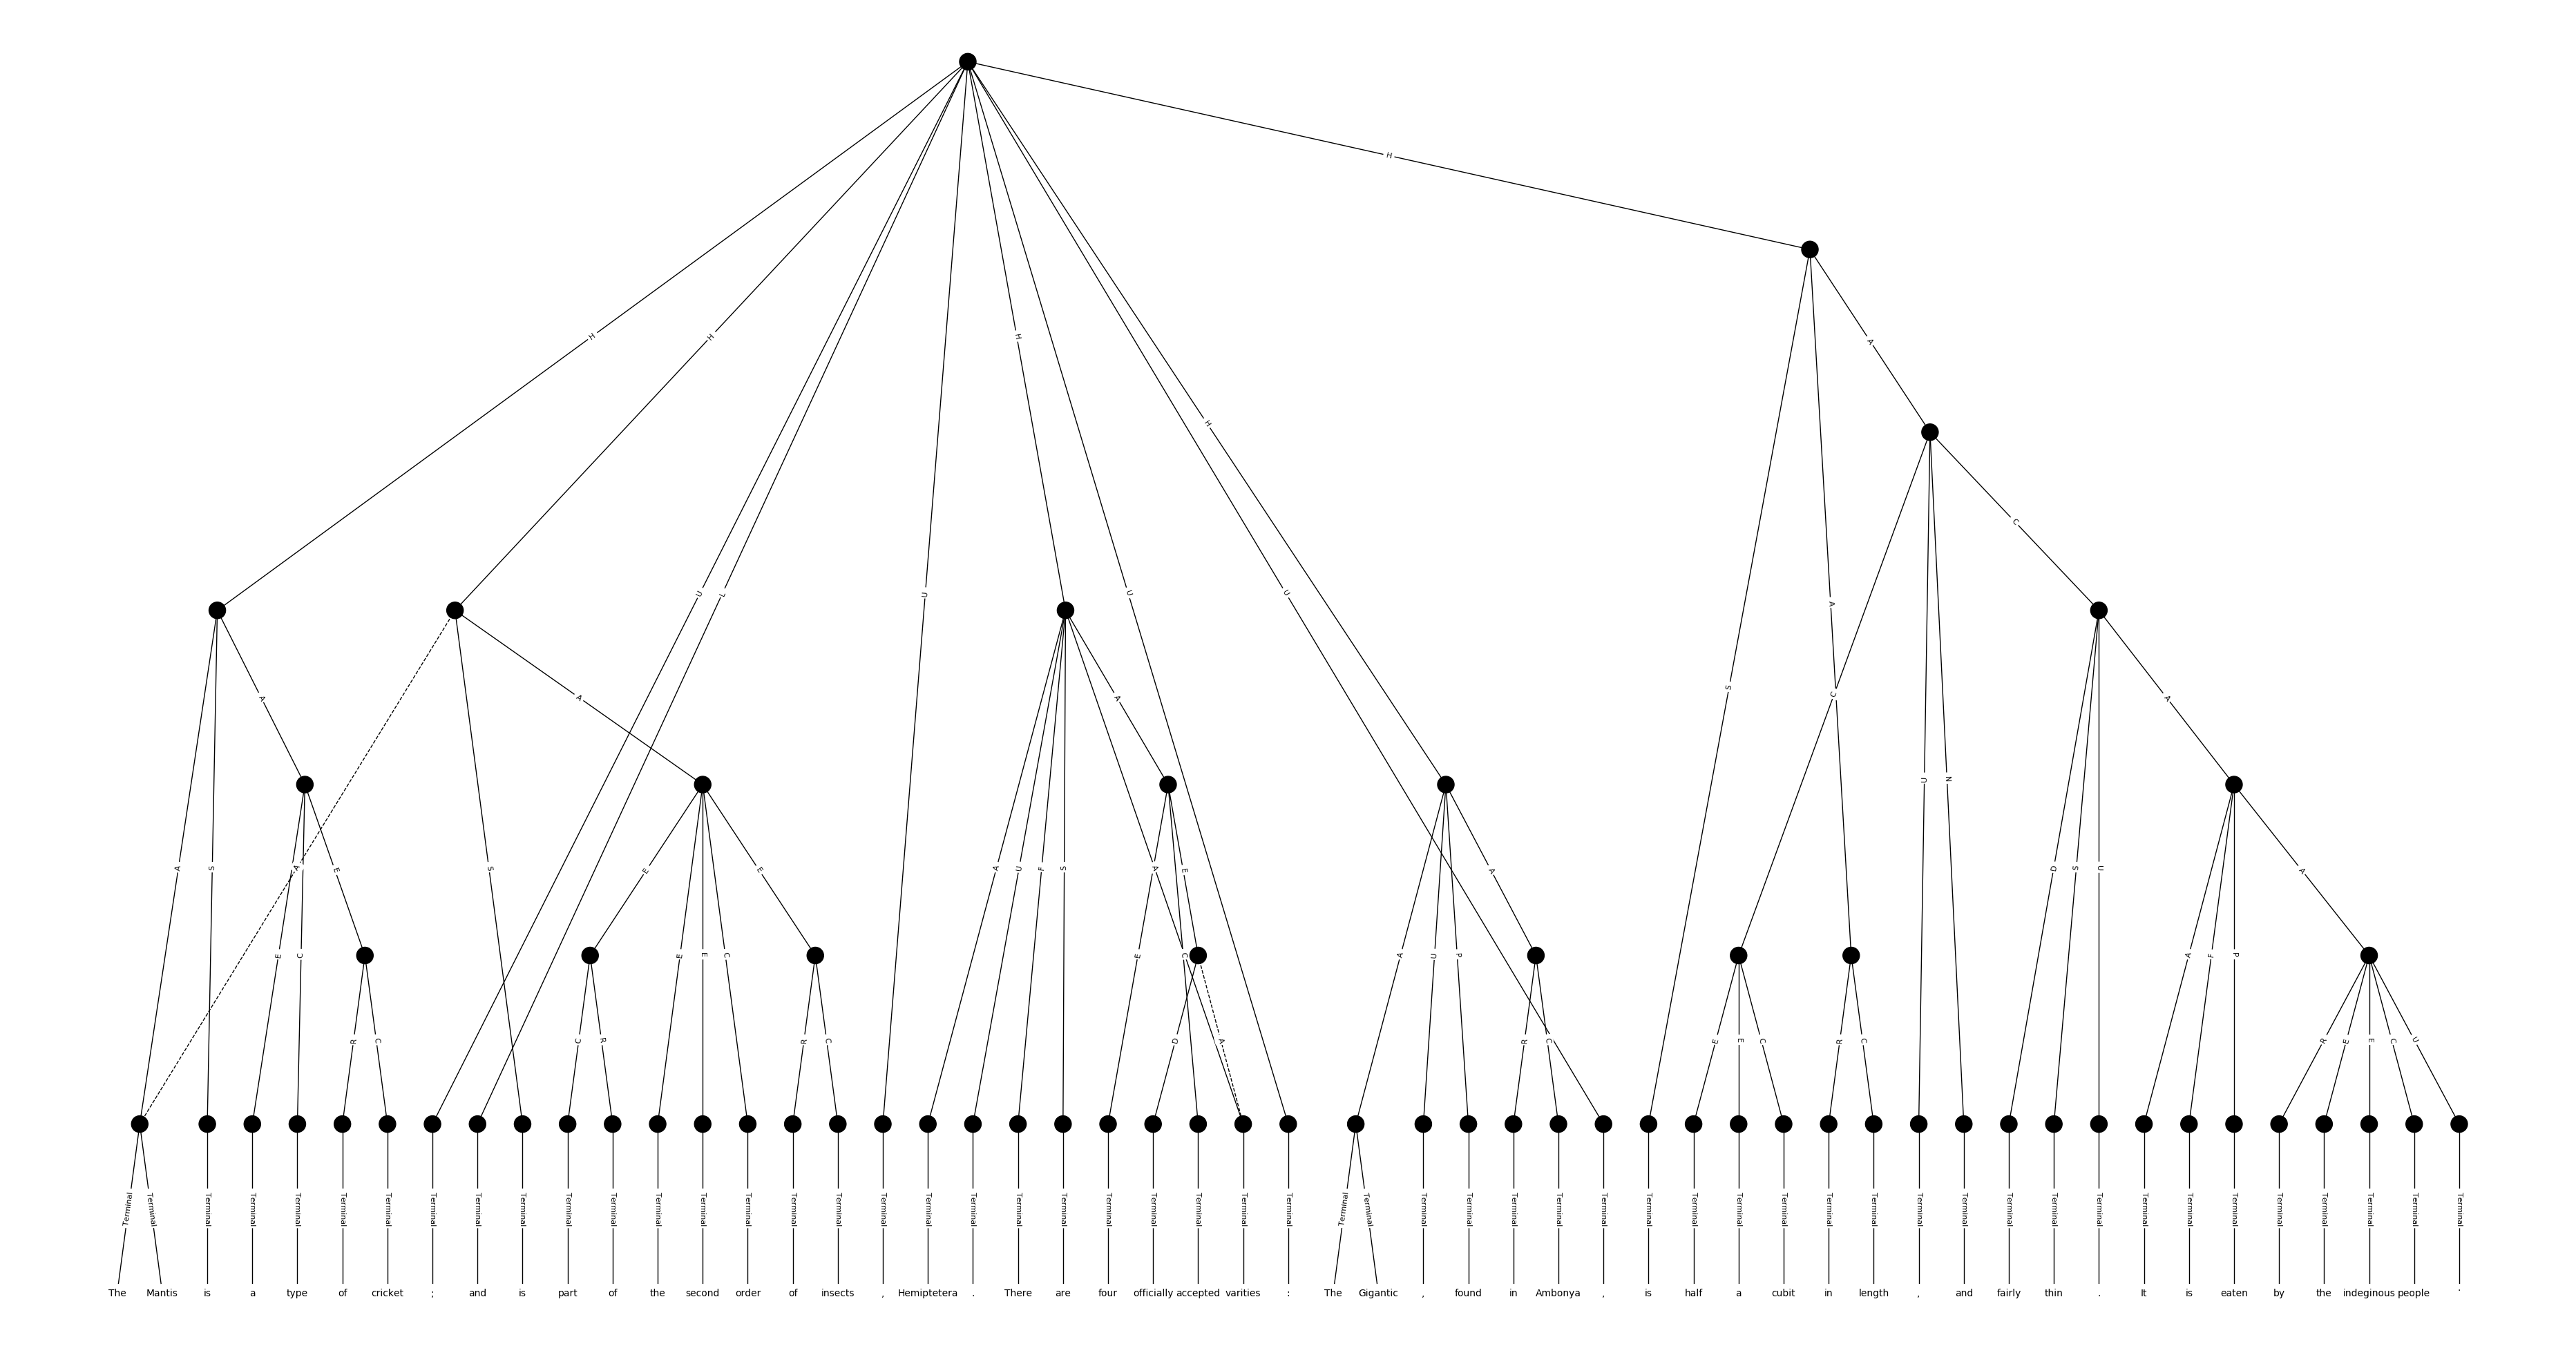 H
H
H
A
H
U
L
U
H
U
U
H
C
S
A
C
A
A
A
A
U
N
A
S
E
C
A
E
S
E
E
A
U
F
S
A
E
D
S
U
A
E
C
R
C
E
E
C
E
C
A
U
P
A
F
P
R
C
C
R
R
C
D
A
R
C
E
E
C
R
C
R
E
E
C
U
Terminal Terminal Terminal Terminal Terminal Terminal Terminal Terminal Terminal Terminal Terminal Terminal Terminal Terminal Terminal Terminal Terminal Terminal Terminal Terminal Terminal Terminal Terminal Terminal Terminal Terminal Terminal Terminal Terminal Terminal Terminal Terminal Terminal Terminal Terminal Terminal Terminal Terminal Terminal Terminal Terminal Terminal Terminal Terminal Terminal Terminal Terminal Terminal Terminal Terminal Terminal Terminal Terminal
The Mantis is a type of cricket ; and is part of the second order of insects , Hemiptetera . There are four officially accepted varities : The Gigantic , found in Ambonya , is half a cubit in length , and fairly thin . It is eaten by the indeginous people .